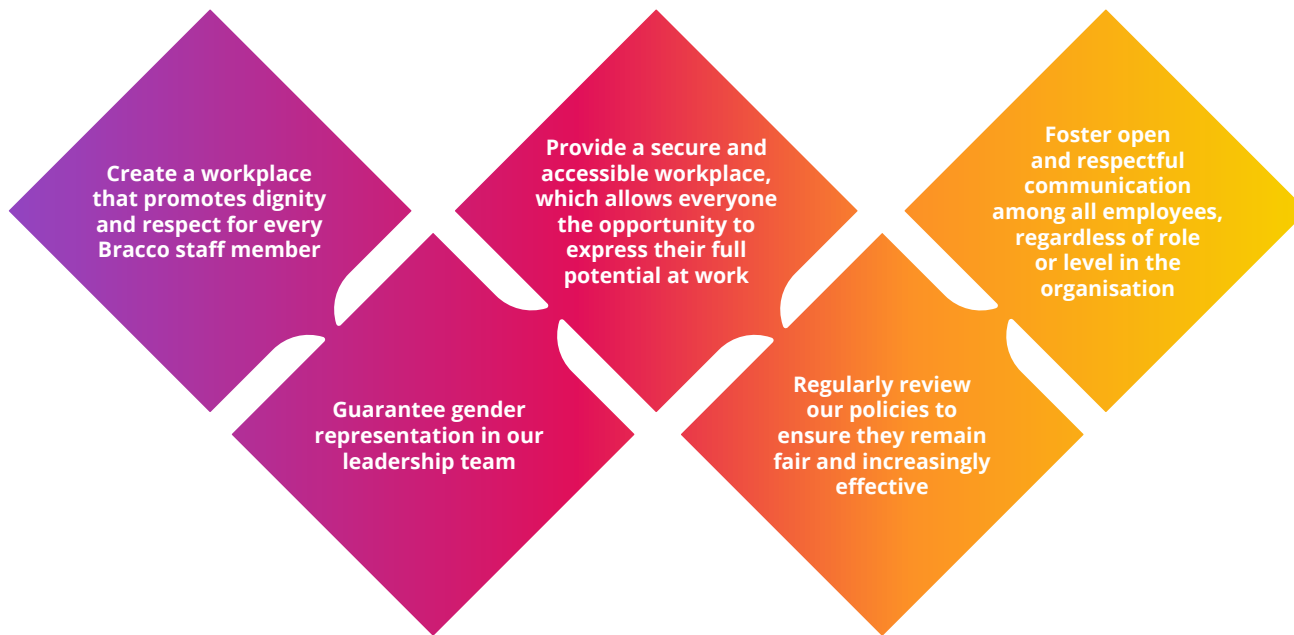 Create a workplace
that promotes dignity
and respect for every
Bracco staff member
Guarantee gender
representation in our
leadership team
Provide a secure and
accessible workplace,
which allows everyone
the opportunity to
express their full
potential at work
Regularly review
our policies to
ensure they remain
fair and increasingly
effective
Foster open
and respectful
communication
among all employees,
regardless of role
or level in the
organisation